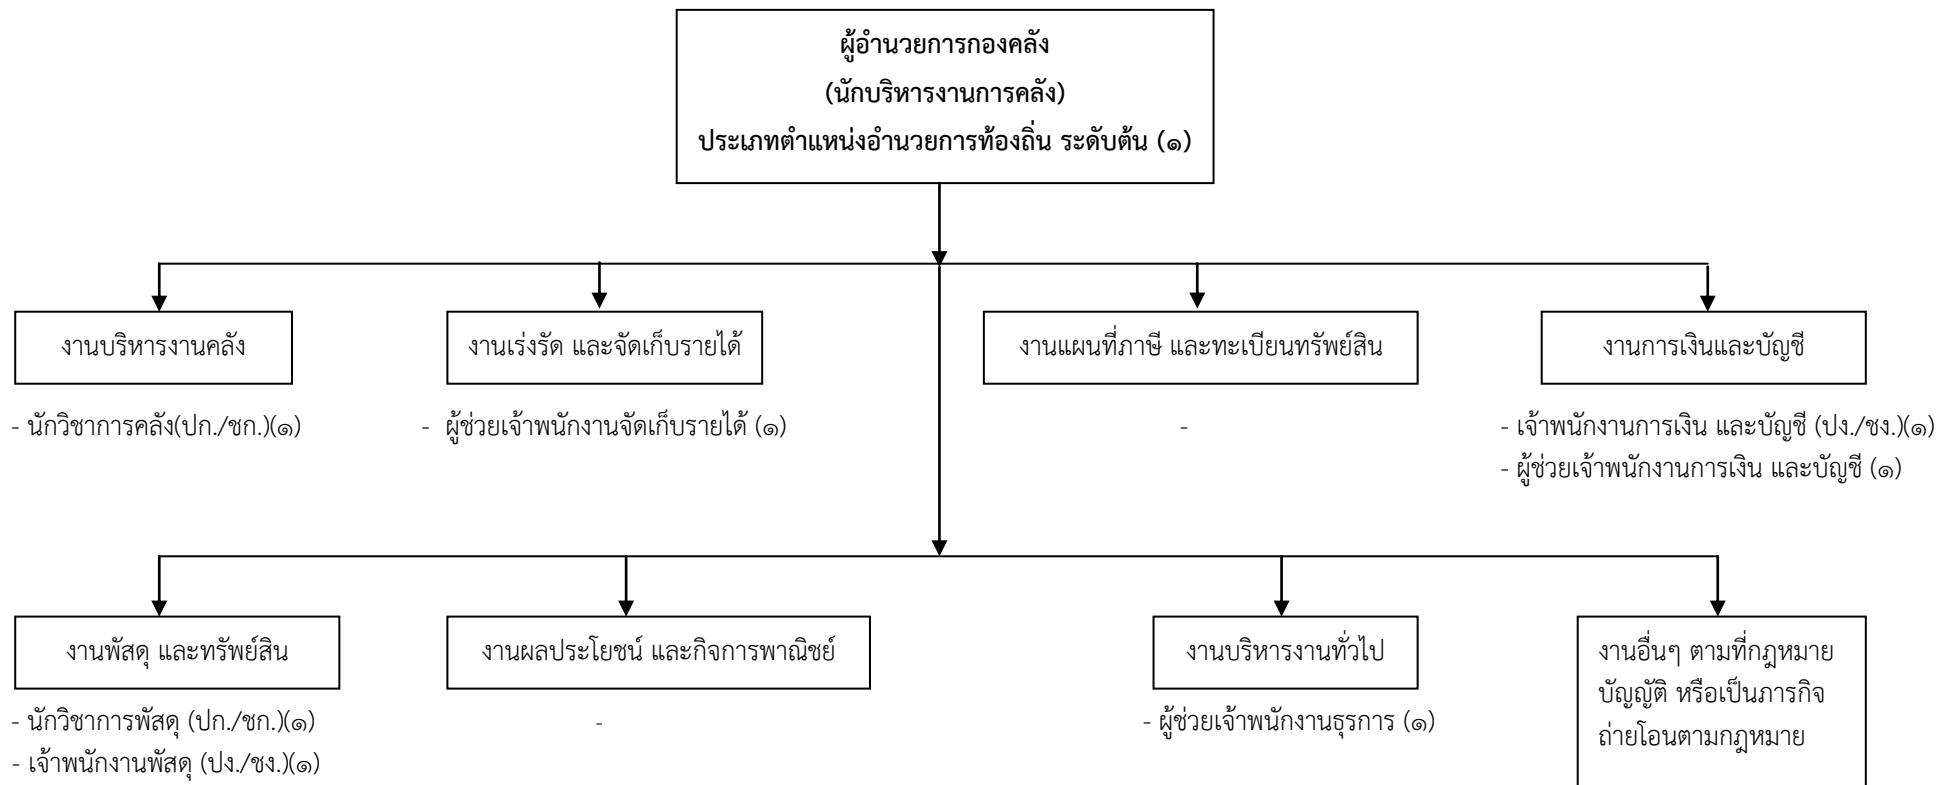 ผู้อำนวยการกองคลัง
(นักบริหารงานการคลัง)
ประเภทตำแหน่งอำนวยการท้องถิ่น ระดับต้น (๑)
งานบริหารงานคลัง
งานเร่งรัด และจัดเก็บรายได้
งานแผนที่ภาษี และทะเบียนทรัพย์สิน
งานการเงินและบัญชี
- นักวิชาการคลัง(ปก./ชก.)(๑)
- ผู้ช่วยเจ้าพนักงานจัดเก็บรายได้ (๑)
-
- เจ้าพนักงานการเงิน และบัญชี (ปง./ชง.)(๑)
- ผู้ช่วยเจ้าพนักงานการเงิน และบัญชี (๑)
งานพัสดุ และทรัพย์สิน
งานผลประโยชน์ และกิจการพาณิชย์
งานบริหารงานทั่วไป
งานอื่นๆ ตามที่กฎหมาย
บัญญัติ หรือเป็นภารกิจ
ถ่ายโอนตามกฎหมาย
- นักวิชาการพัสดุ (ปก./ชก.)(๑)
- เจ้าพนักงานพัสดุ (ปง./ชง.)(๑)
-
- ผู้ช่วยเจ้าพนักงานธุรการ (๑)